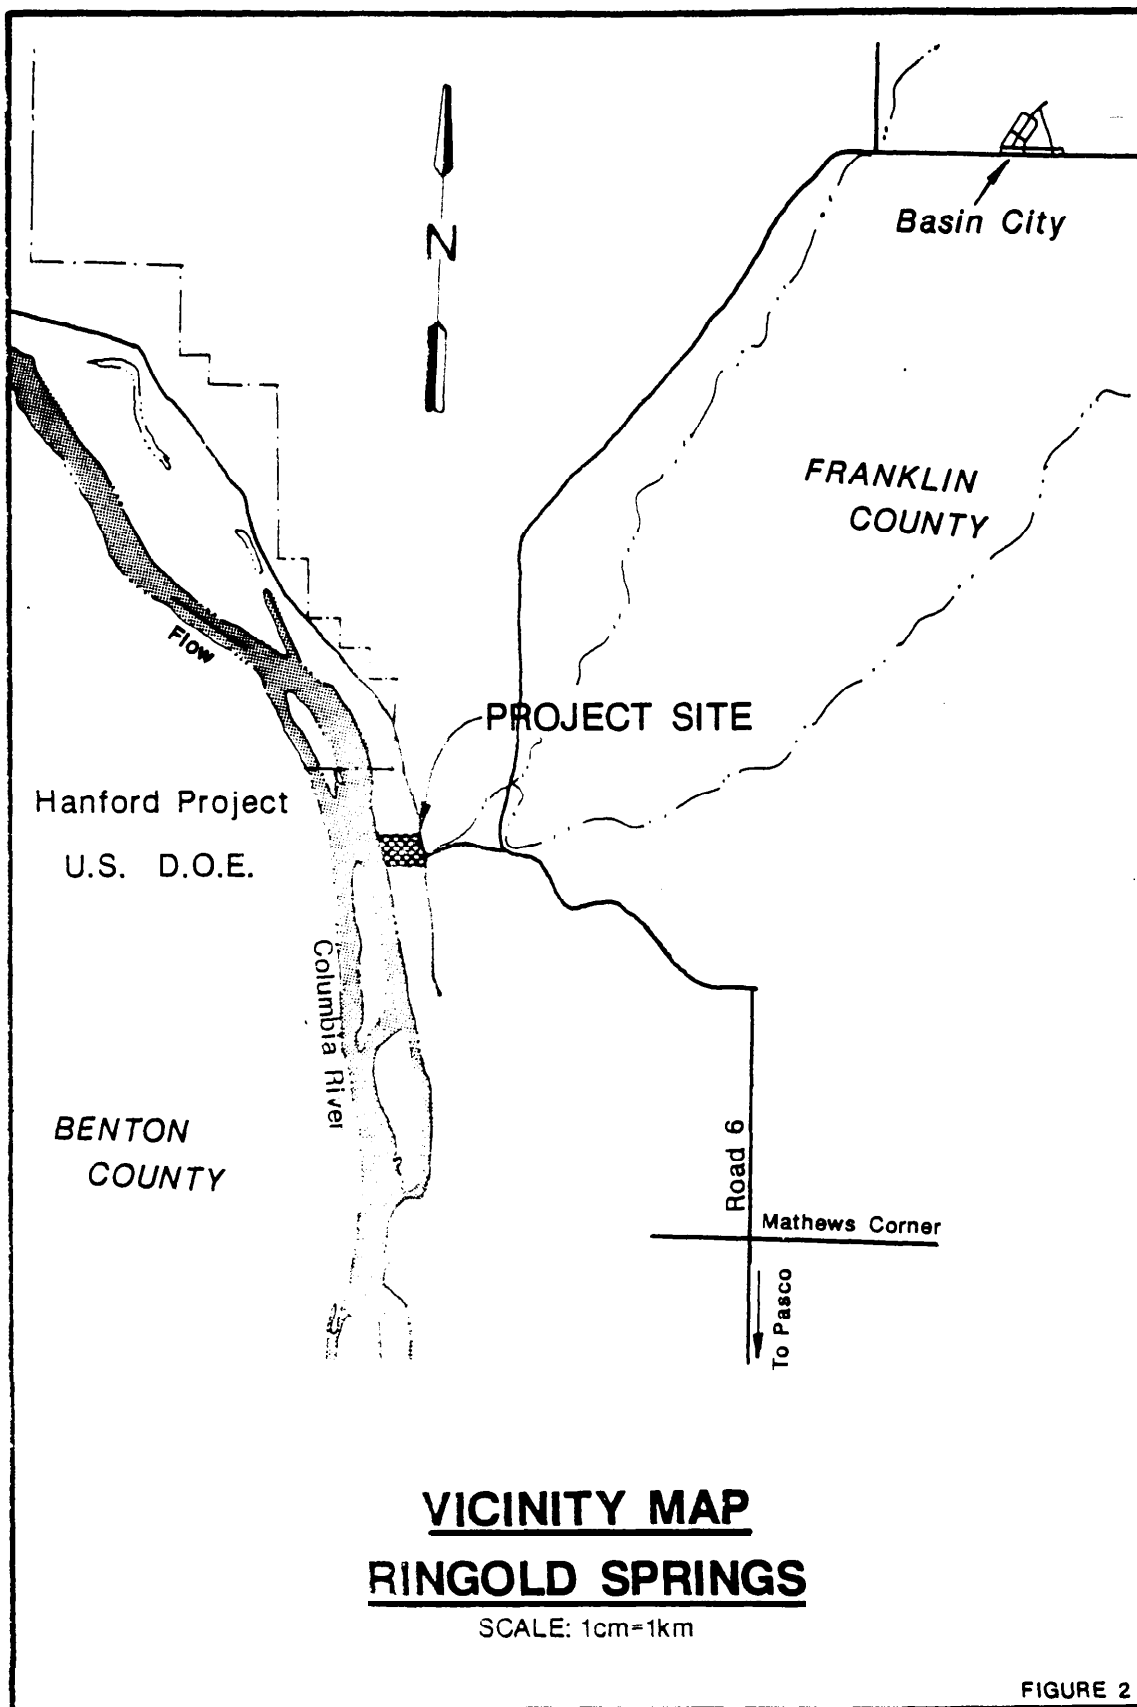 N
Basin City
FRANKLIN
COUNTY
Flow
PROJECT SITE
Hanford Project
U.S. D.O.E.
Columbia River
BENTON
COUNTY
Road 6
Mathews Corner
To Pasco
VICINITY MAP
RINGOLD SPRINGS
SCALE: 1cm=1km
FIGURE 2